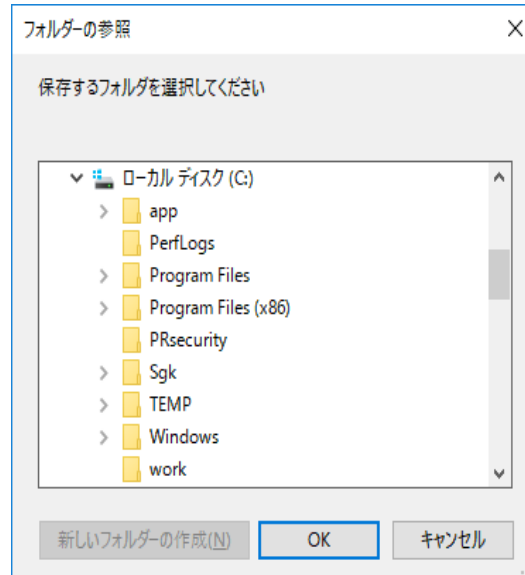 フォルダーの参照
保存するフォルダを選択してください
ローカル ディスク (C:)
app
PerfLogs
Program Files
Program Files (x86)
PRsecurity
Sgk
TEMP
Windows
work
新しいフォルダーの作成(N)
OK
キャンセル